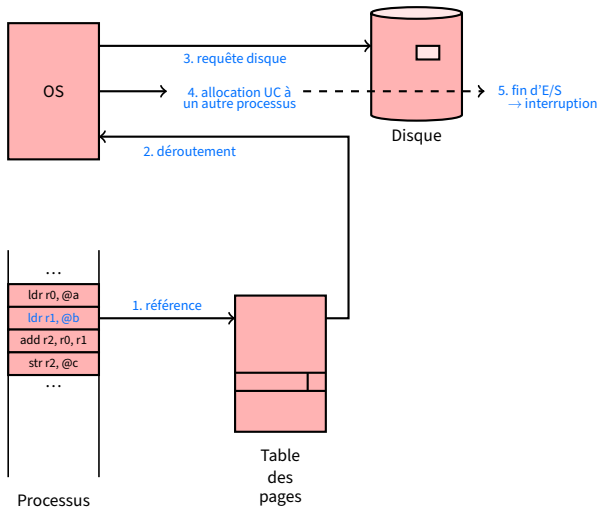 OS
3. requête disque
4. allocation UC à
un autre processus
5. fin d'E/S
→ interruption
Disque
2. déroutement
...
ldr r0, @a
ldr r1, @b
add r2, r0, r1
str r2, @c
...
1. référence
Table
des
pages
Processus